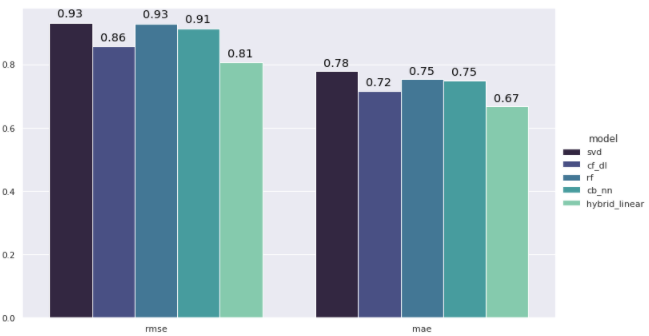 0.93
0.86
0.93
0.91
0.81
0.78
0.72
0.75
0.75
0.67
0.8
0.6
0.4
0.2
0.0
rmse
mae
model
svd
cf_dl
rf
cb_nn
hybrid_linear